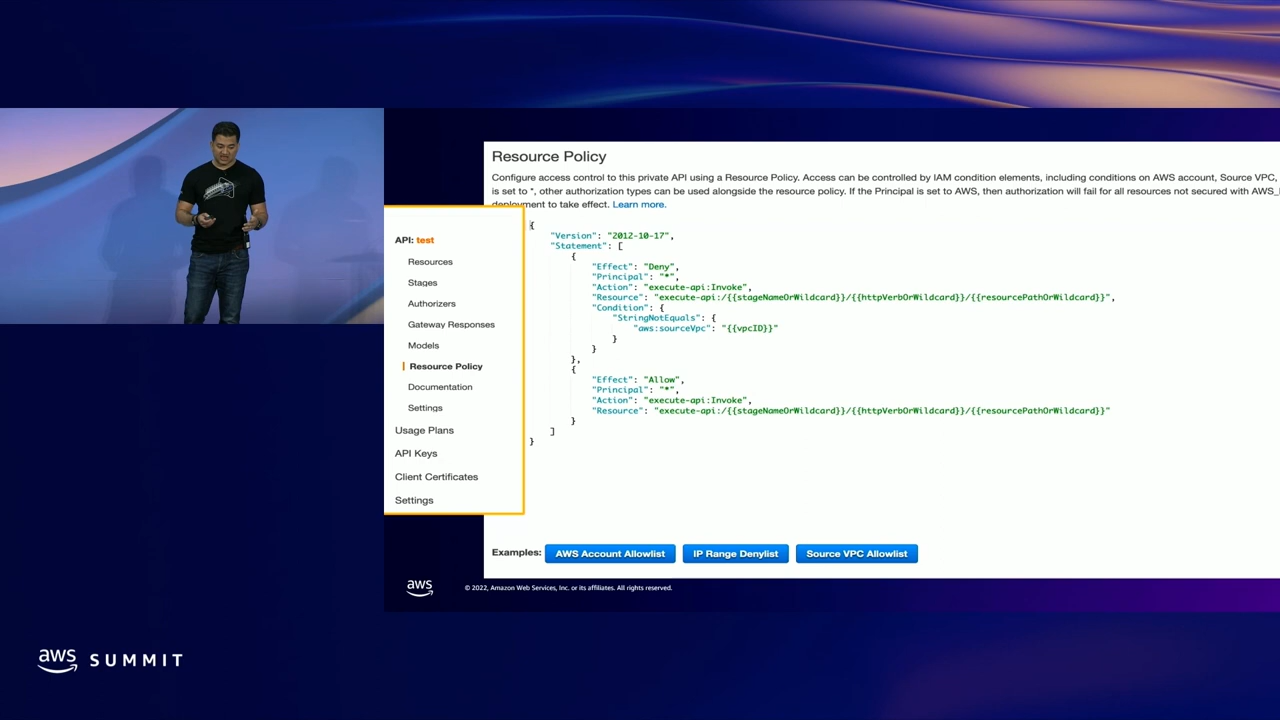 Resource Policy
Configure access control to this private API using a Resource Policy. Access can be controlled by IAM condition elements, including conditions on AWS account, Source VPC,
is set to *, other authorization types can be used alongside the resource policy. If the Principal is set to AWS, then authorization will fail for all resources not secured with AWS_
deployment to take effect. Learn more.
API: test
Resources
Stages
Authorizers
Gateway Responses
Models
Resource Policy
Documentation
Settings
Usage Plans
API Keys
Client Certificates
Settings
{
"Version": "2012-10-17",
"Statement": [
{
"Effect": "Deny",
"Principal": "*",
"Action": "execute-api:Invoke",
"Resource": "execute-api:/{{stageNameOrWildcard}}/{{httpVerbOrWildcard}}/{{resourcePathOrWildcard}}",
"Condition": {
"StringNotEquals": {
"aws:sourceVpc": "{{vpcID}}"
}
}
},
{
"Effect": "Allow",
"Principal": "*",
"Action": "execute-api:Invoke",
"Resource": "execute-api:/{{stageNameOrWildcard}}/{{httpVerbOrWildcard}}/{{resourcePathOrWildcard}}"
}
]
}
Examples: AWS Account Allowlist IP Range Denylist Source VPC Allowlist
aws © 2022, Amazon Web Services, Inc. or its affiliates. All rights reserved.
aws SUMMIT